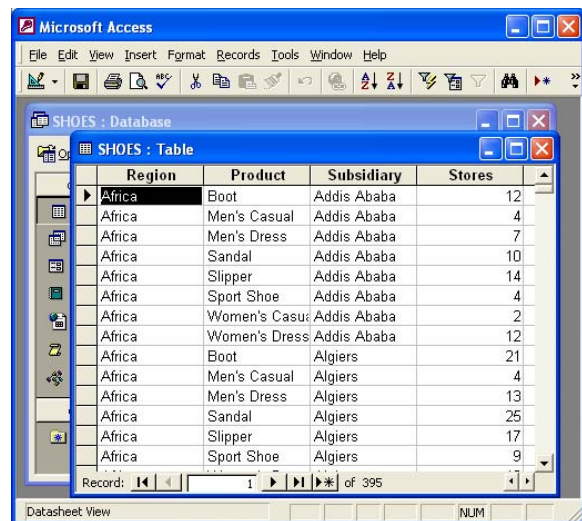 Microsoft Access
File Edit View Insert Format Records Tools Window Help
SHOES : Database
SHOES : Table
Region Product Subsidiary Stores
Africa Boot Addis Ababa 12
Africa Men's Casual Addis Ababa 4
Africa Men's Dress Addis Ababa 7
Africa Sandal Addis Ababa 10
Africa Slipper Addis Ababa 14
Africa Sport Shoe Addis Ababa 4
Africa Women's Casua Addis Ababa 2
Africa Women's Dress Addis Ababa 12
Africa Boot Algiers 21
Africa Men's Casual Algiers 4
Africa Men's Dress Algiers 13
Africa Sandal Algiers 25
Africa Slipper Algiers 17
Africa Sport Shoe Algiers 9
Record: 1 of 395
Datasheet View NUM